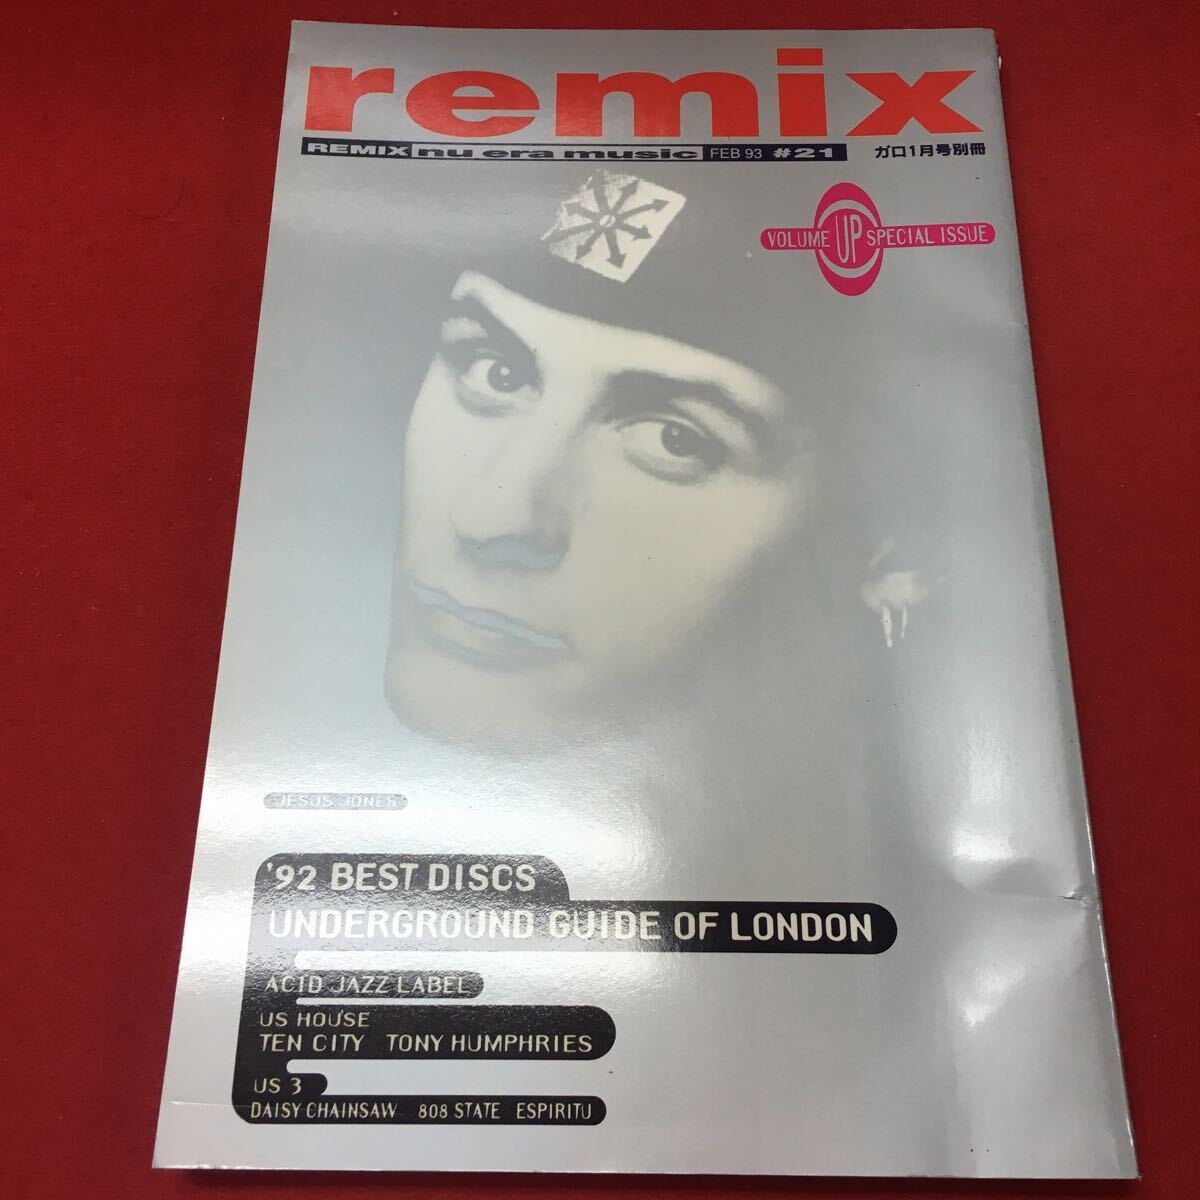 remix
REMIX nu era music FEB 93 #21 ガロ1月号別冊
VOLUME UP SPECIAL ISSUE
JESUS JONES
'92 BEST DISCS
UNDERGROUND GUIDE OF LONDON
ACID JAZZ LABEL
US HOUSE
TEN CITY TONY HUMPHRIES
US 3
DAISY CHAINSAW 808 STATE ESPIRITU